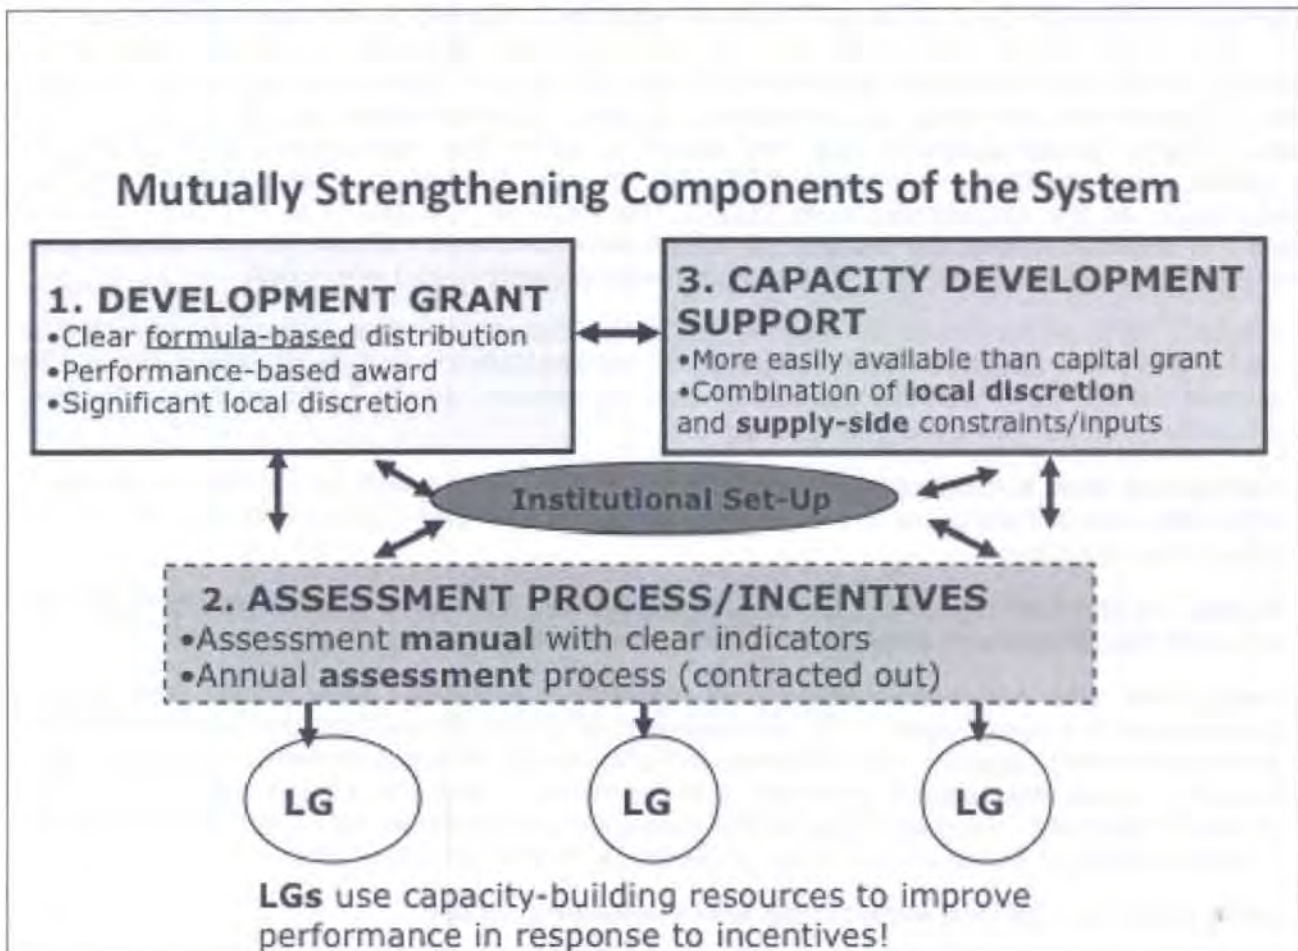 Mutually Strengthening Components of the System
1. DEVELOPMENT GRANT
•Clear formula-based distribution
•Performance-based award
•Significant local discretion
3. CAPACITY DEVELOPMENT
SUPPORT
•More easily available than capital grant
•Combination of local discretion
and supply-side constraints/inputs
Institutional Set-Up
2. ASSESSMENT PROCESS/INCENTIVES
•Assessment manual with clear indicators
•Annual assessment process (contracted out)
LG
LG
LG
LGs use capacity-building resources to improve
performance in response to incentives!